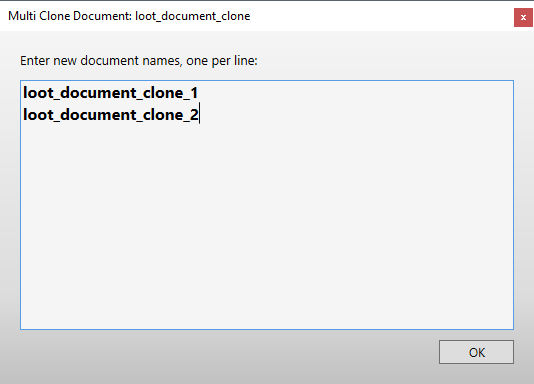 Multi Clone Document: loot_document_clone
x
Enter new document names, one per line:
loot_document_clone_1
loot_document_clone_2
OK